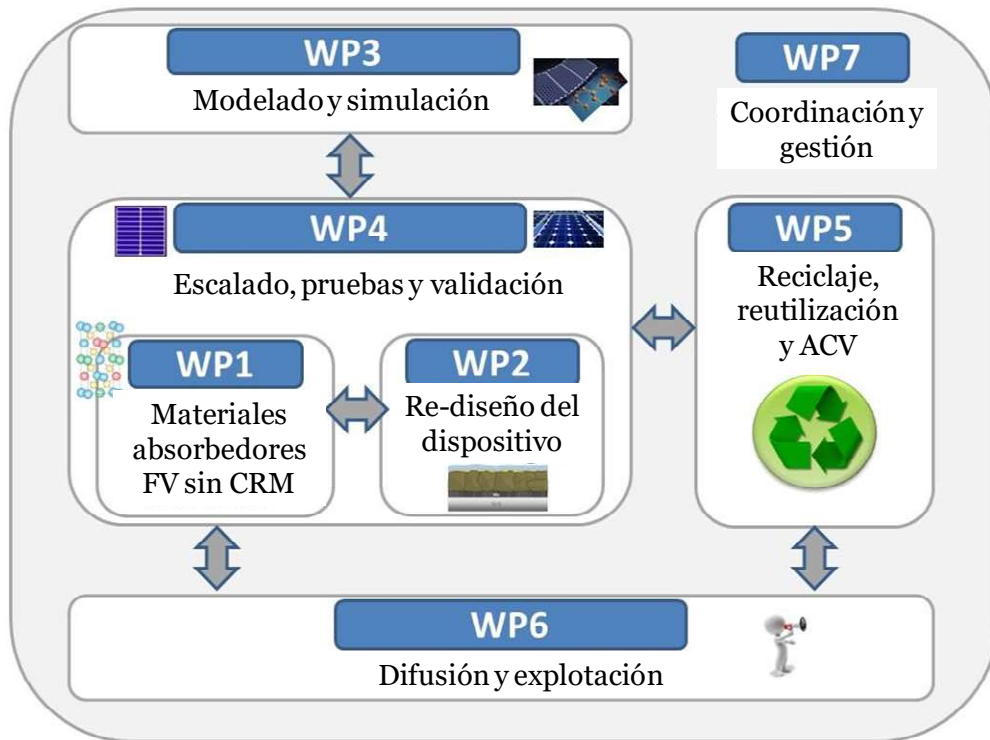 WP3
Modelado y simulación
WP7
Coordinación y
gestión
WP4
Escalado, pruebas y validación
WP5
Reciclaje,
reutilización
y ACV
WP1
Materiales
absorbedores
FV sin CRM
WP2
Re-diseño del
dispositivo
WP6
Difusión y explotación